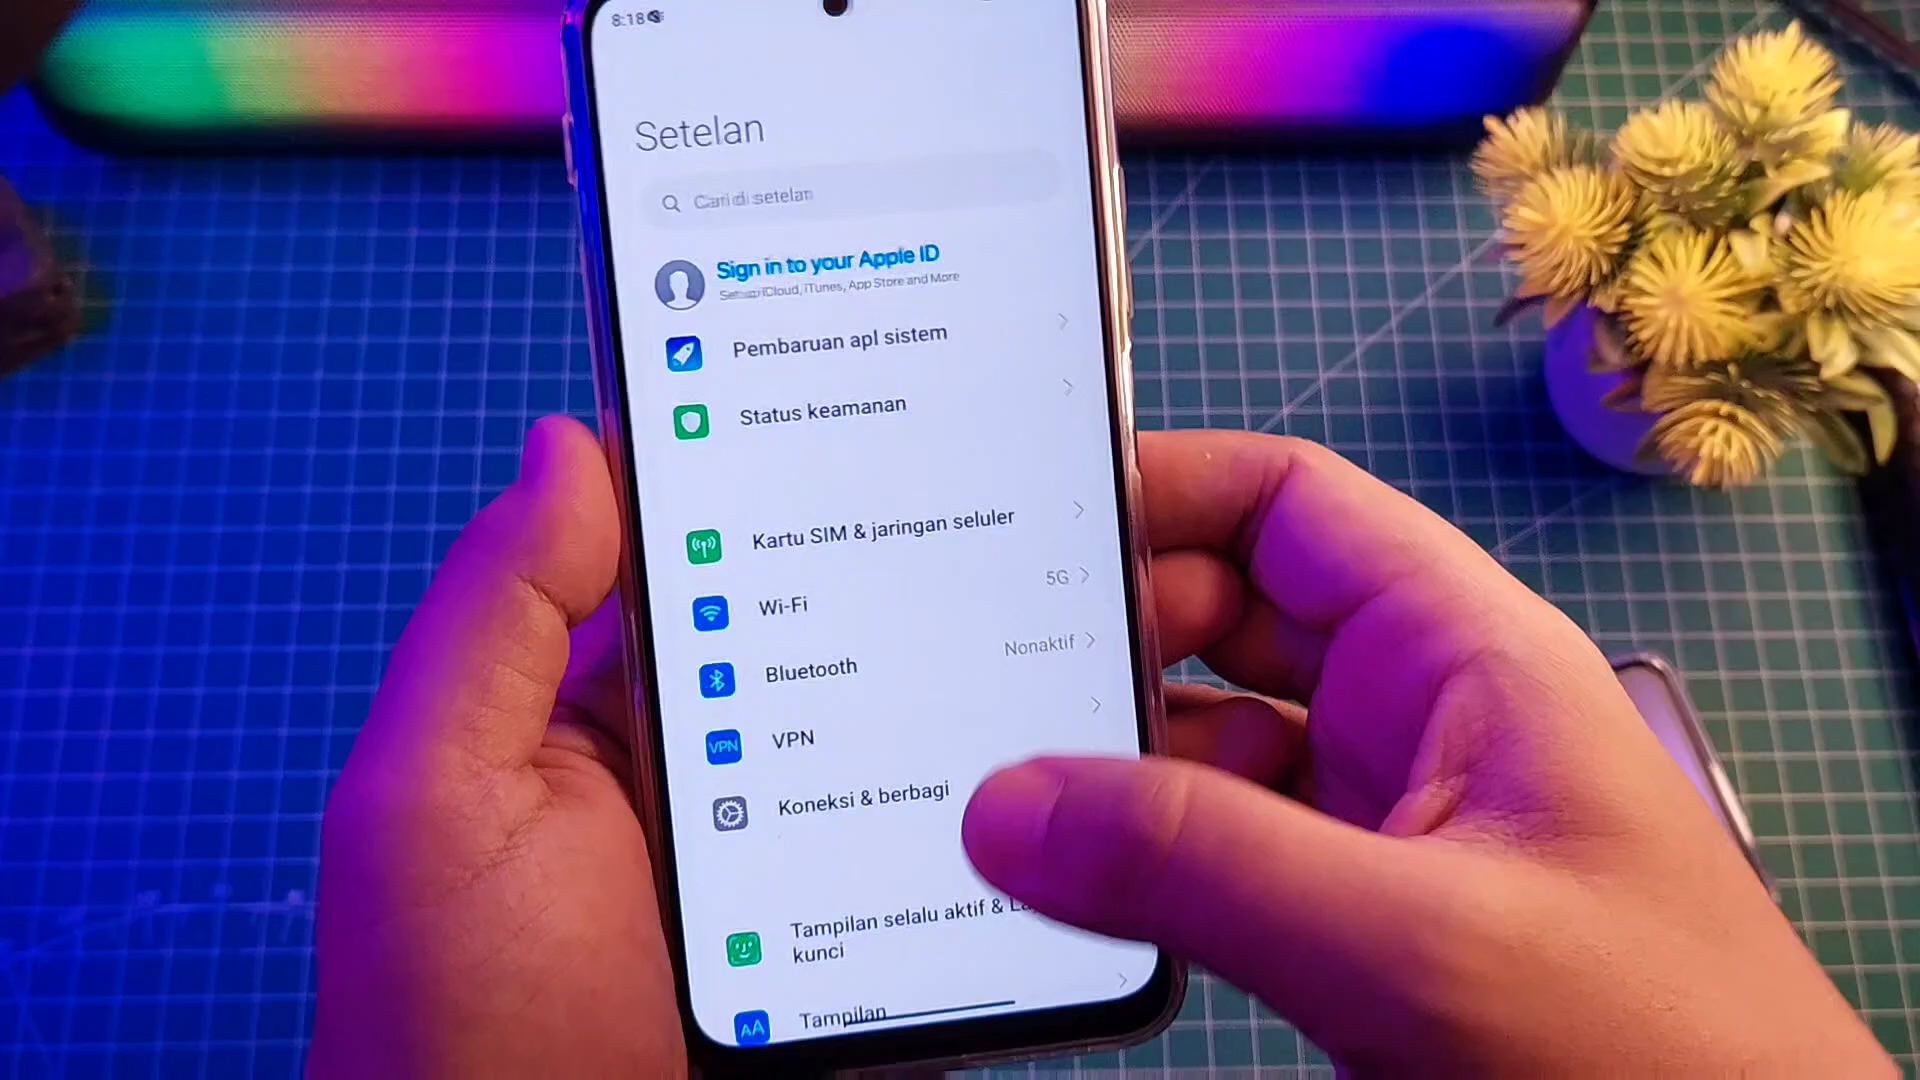 8:18
Setelan
Cari di setelan
Sign in to your Apple ID
Set up iCloud, iTunes, App Store and More
Pembaruan apl sistem
Status keamanan
Kartu SIM & jaringan seluler
Wi-Fi
5G
Bluetooth
Nonaktif
VPN
VPN
Koneksi & berbagi
Tampilan selalu aktif &
kunci
AA
Tampilan